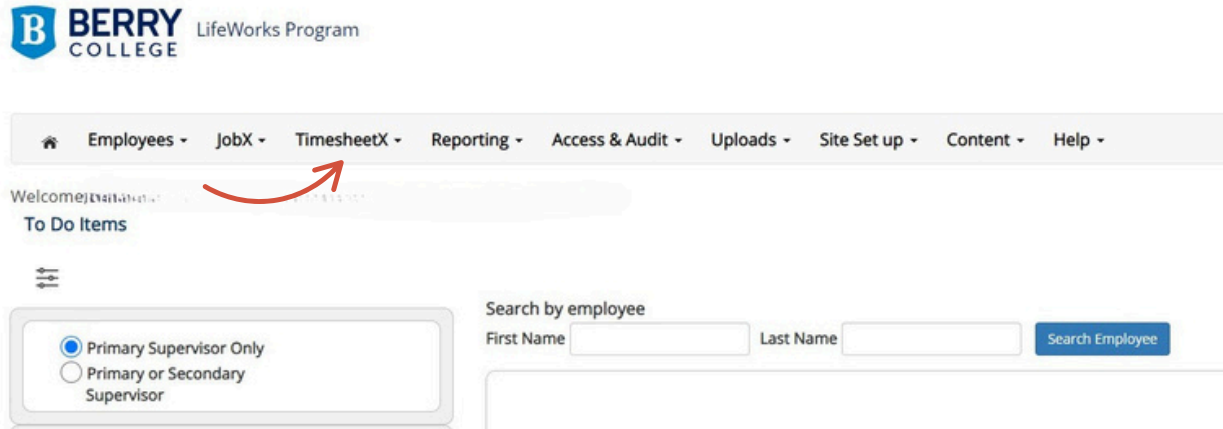 B BERRY COLLEGE LifeWorks Program
Employees JobX TimesheetX Reporting Access & Audit Uploads Site Set up Content Help
Welcome
To Do Items
Search by employee
First Name Last Name Search Employee
Primary Supervisor Only
Primary or Secondary
Supervisor